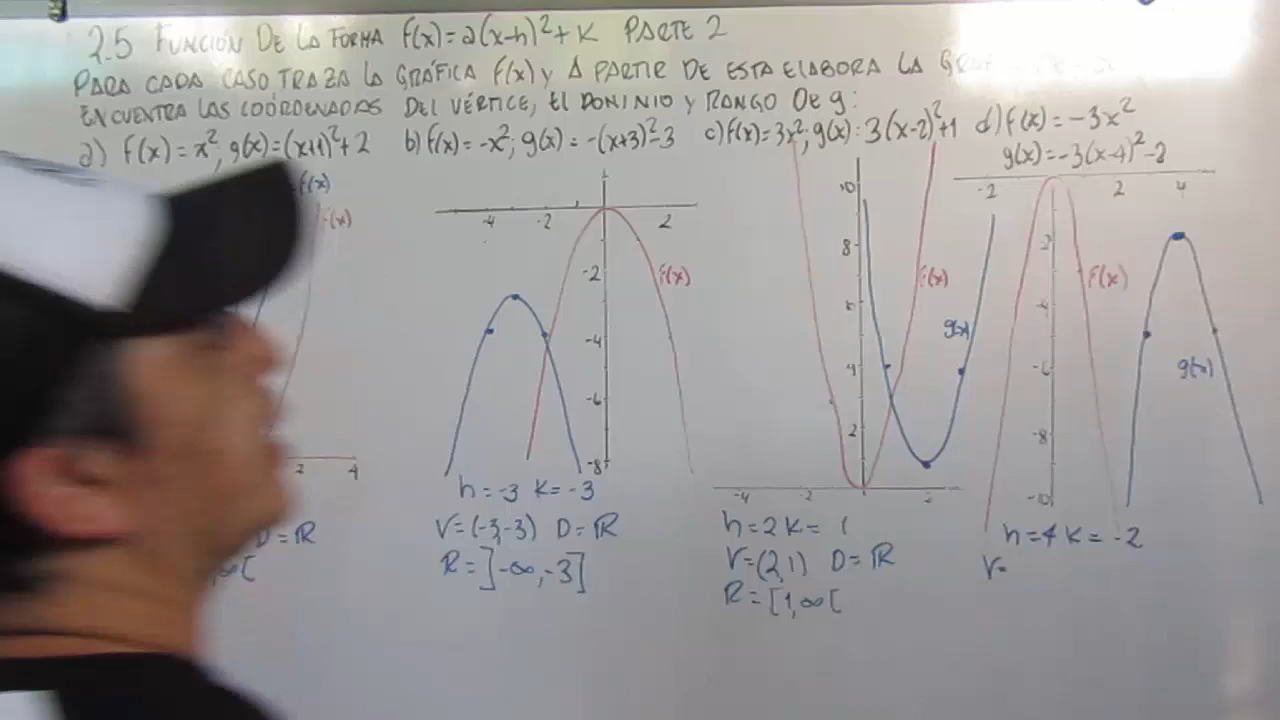 2.5 FUNCIÓN DE LA FORMA f(x)=a(x-h)²+K PARTE 2
PARA CADA CASO TRAZA LA GRÁFICA f(x) y A PARTIR DE ESTA ELABORA LA
ENCUENTRA LAS COORDENADAS DEL VÉRTICE, El DOMINIO y RANGO De g:
a) f(x)=x², g(x)=(x+1)²+2 b) f(x)=-x²; g(x)=-(x+3)²-3 c) f(x)=3x²; g(x):3(x-2)²+1 d) f(x)=-3x²
g(x)=-3(x-4)²-2
f(x)
2 4
D=ℝ
-4 -2 2
-2
f(x)
-4
-6
-8
h=-3 K=-3
V=(-3,-3) D=ℝ
R=]-∞,-3]
10
8
6
4
2
f(x)
g(x)
-4 -2 2
h=2 K=1
V=(2,1) D=ℝ
R=[1,∞[
-2 2 4
2
f(x)
-4
-6
g(x)
-8
-10
h=4 K=-2
V=